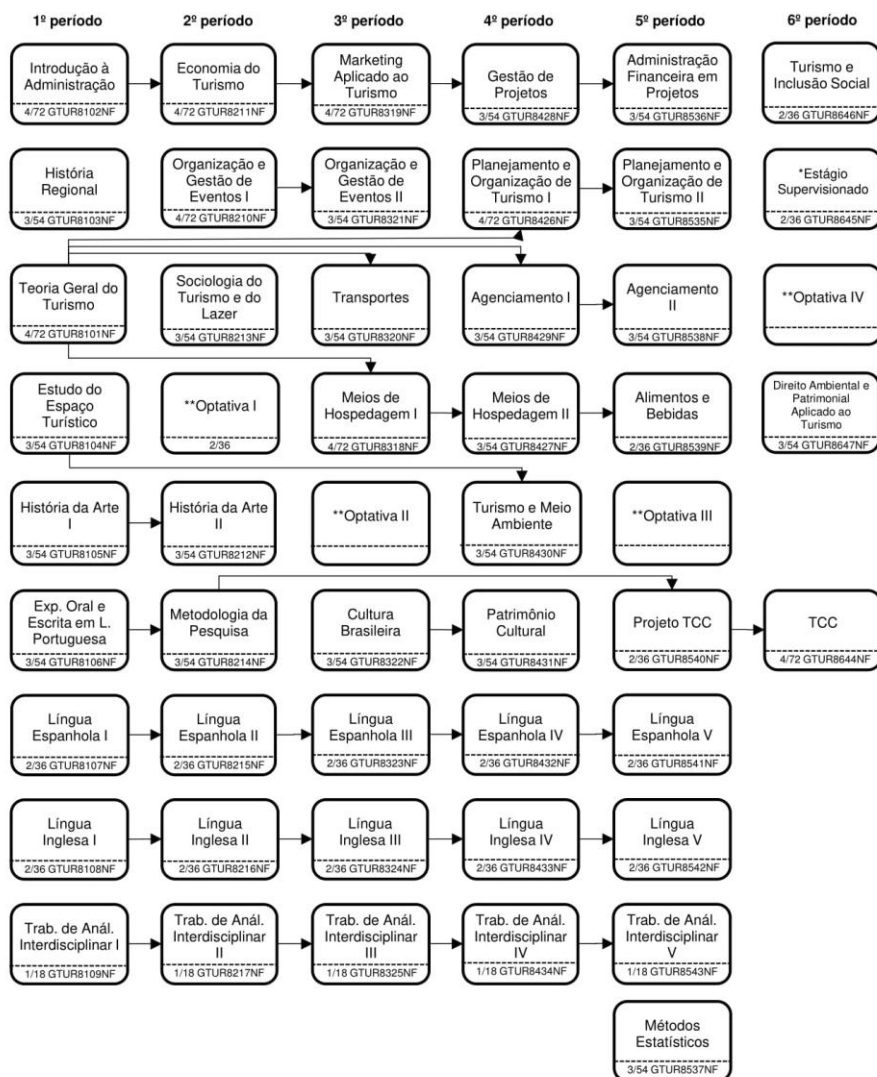 1º período 2º período 3º período 4º período 5º período 6º período
Introdução à
Administração
4/72 GTUR8102NF
Economia do
Turismo
4/72 GTUR8211NF
Marketing
Aplicado ao
Turismo
4/72 GTUR8319NF
Gestão de
Projetos
3/54 GTUR8428NF
Administração
Financeira em
Projetos
3/54 GTUR8536NF
Turismo e
Inclusão Social
2/36 GTUR8646NF
História
Regional
3/54 GTUR8103NF
Organização e
Gestão de
Eventos I
4/72 GTUR8210NF
Organização e
Gestão de
Eventos II
3/54 GTUR8321NF
Planejamento e
Organização de
Turismo I
4/72 GTUR8426NF
Planejamento e
Organização de
Turismo II
3/54 GTUR8535NF
*Estágio
Supervisionado
2/36 GTUR8645NF
Teoria Geral do
Turismo
4/72 GTUR8101NF
Sociologia do
Turismo e do
Lazer
3/54 GTUR8213NF
Transportes
3/54 GTUR8320NF
Agenciamento I
3/54 GTUR8429NF
Agenciamento
II
3/54 GTUR8538NF
**Optativa IV
Estudo do
Espaço
Turístico
3/54 GTUR8104NF
**Optativa I
2/36
Meios de
Hospedagem I
4/72 GTUR8318NF
Meios de
Hospedagem II
3/54 GTUR8427NF
Alimentos e
Bebidas
2/36 GTUR8539NF
Direito Ambiental e
Patrimonial
Aplicado ao
Turismo
3/54 GTUR8647NF
História da Arte
I
3/54 GTUR8105NF
História da Arte
II
3/54 GTUR8212NF
**Optativa II
Turismo e Meio
Ambiente
3/54 GTUR8430NF
**Optativa III
Exp. Oral e
Escrita em L.
Portuguesa
3/54 GTUR8106NF
Metodologia da
Pesquisa
3/54 GTUR8214NF
Cultura
Brasileira
3/54 GTUR8322NF
Patrimônio
Cultural
3/54 GTUR8431NF
Projeto TCC
2/36 GTUR8540NF
TCC
4/72 GTUR8644NF
Língua
Espanhola I
2/36 GTUR8107NF
Língua
Espanhola II
2/36 GTUR8215NF
Língua
Espanhola III
2/36 GTUR8323NF
Língua
Espanhola IV
2/36 GTUR8432NF
Língua
Espanhola V
2/36 GTUR8541NF
Língua
Inglesa I
2/36 GTUR8108NF
Língua
Inglesa II
2/36 GTUR8216NF
Língua
Inglesa III
2/36 GTUR8324NF
Língua
Inglesa IV
2/36 GTUR8433NF
Língua
Inglesa V
2/36 GTUR8542NF
Trab. de Anál.
Interdisciplinar I
1/18 GTUR8109NF
Trab. de Anál.
Interdisciplinar
II
1/18 GTUR8217NF
Trab. de Anál.
Interdisciplinar
III
1/18 GTUR8325NF
Trab. de Anál.
Interdisciplinar
IV
1/18 GTUR8434NF
Trab. de Anál.
Interdisciplinar
V
1/18 GTUR8543NF
Métodos
Estatísticos
3/54 GTUR8537NF